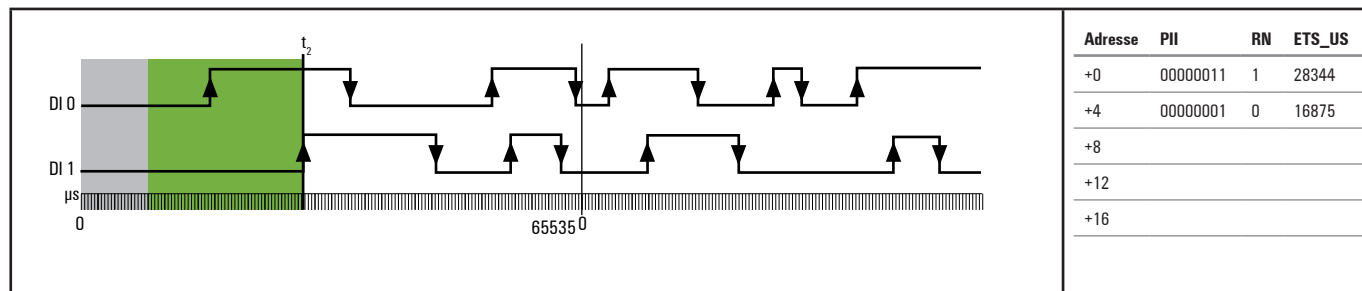 t2
DI 0
DI 1
µs
0
65535 0
Adresse PII RN ETS_US
+0 00000011 1 28344
+4 00000001 0 16875
+8
+12
+16